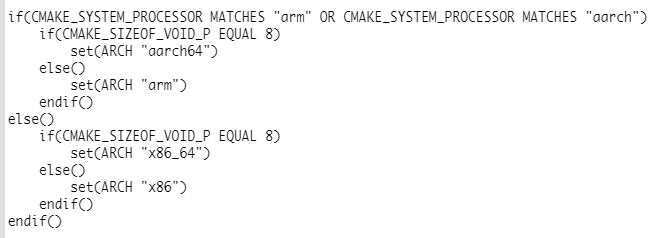 if(CMAKE_SYSTEM_PROCESSOR MATCHES "arm" OR CMAKE_SYSTEM_PROCESSOR MATCHES "aarch")
    if(CMAKE_SIZEOF_VOID_P EQUAL 8)
        set(ARCH "aarch64")
    else()
        set(ARCH "arm")
    endif()
else()
    if(CMAKE_SIZEOF_VOID_P EQUAL 8)
        set(ARCH "x86_64")
    else()
        set(ARCH "x86")
    endif()
endif()